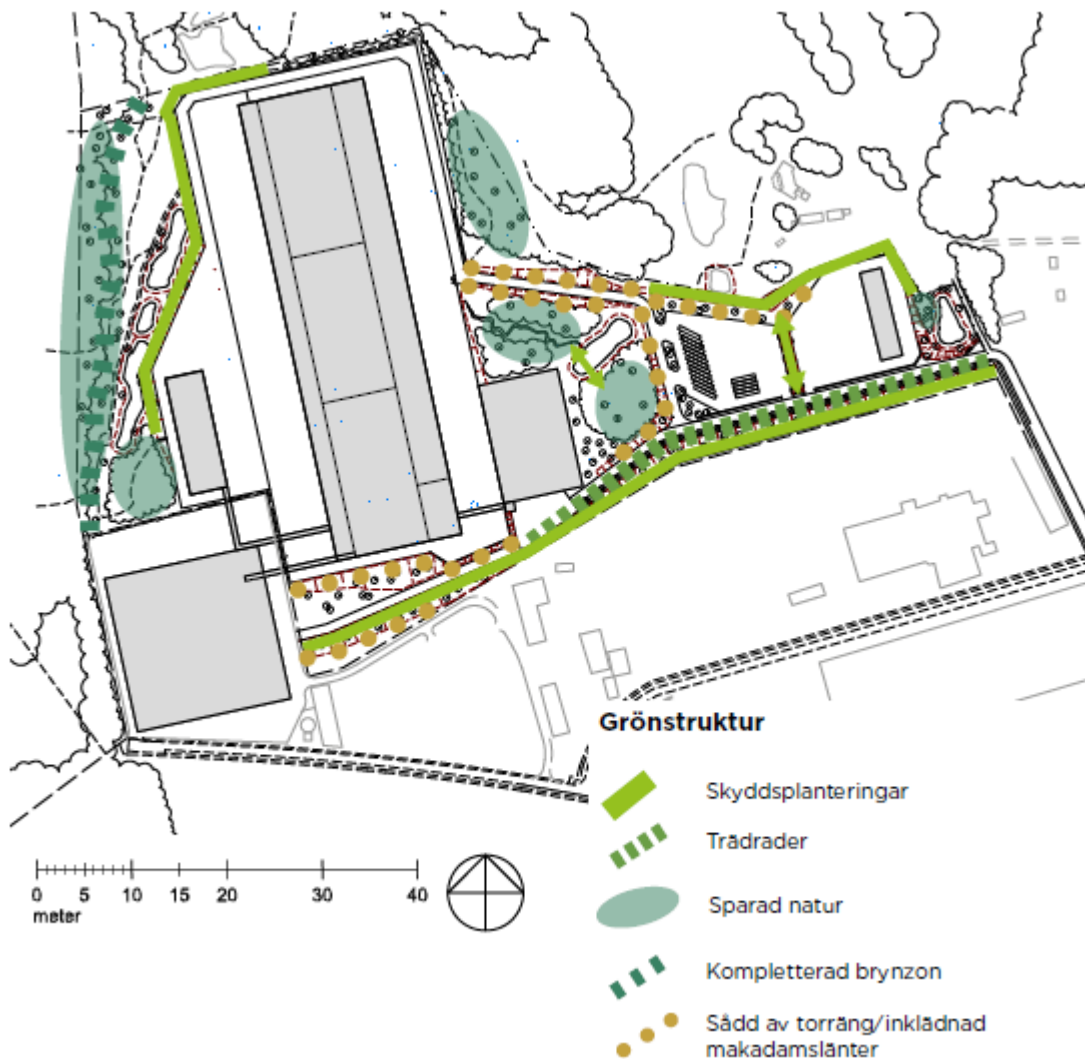 Grönstruktur
Skyddsplanteringar
Trädrader
Sparad natur
Kompletterad brynzon
Sådd av torräng/inklädnad
makadamslänter
0 5 10 15 20 30 40
meter